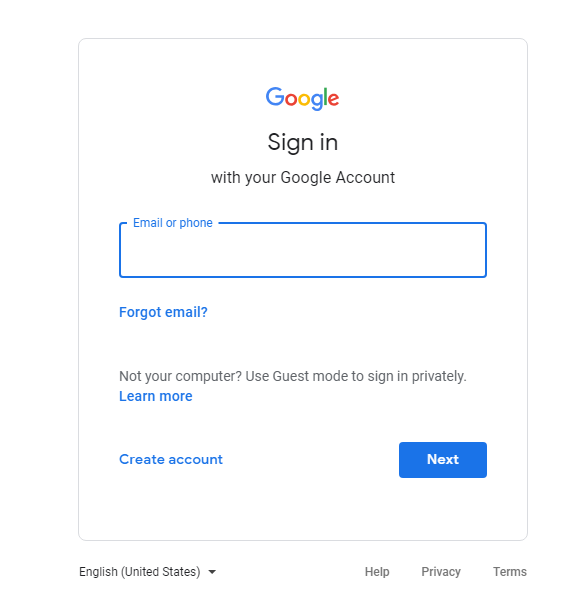 Google
Sign in
with your Google Account
Email or phone
Forgot email?
Not your computer? Use Guest mode to sign in privately.
Learn more
Create account
Next
English (United States)
Help
Privacy
Terms